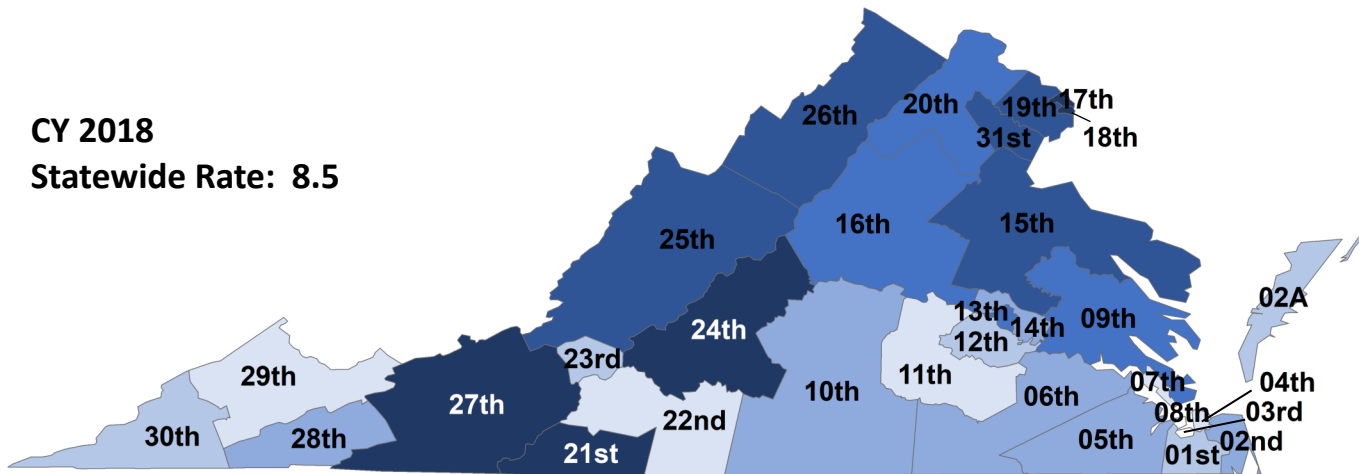 CY 2018
Statewide Rate: 8.5
26th
20th
19th
17th
31st
18th
25th
16th
15th
02A
24th
13th
14th
09th
12th
23rd
29th
11th
10th
07th
04th
27th
06th
08th
03rd
22nd
30th
28th
05th
02nd
21st
01st